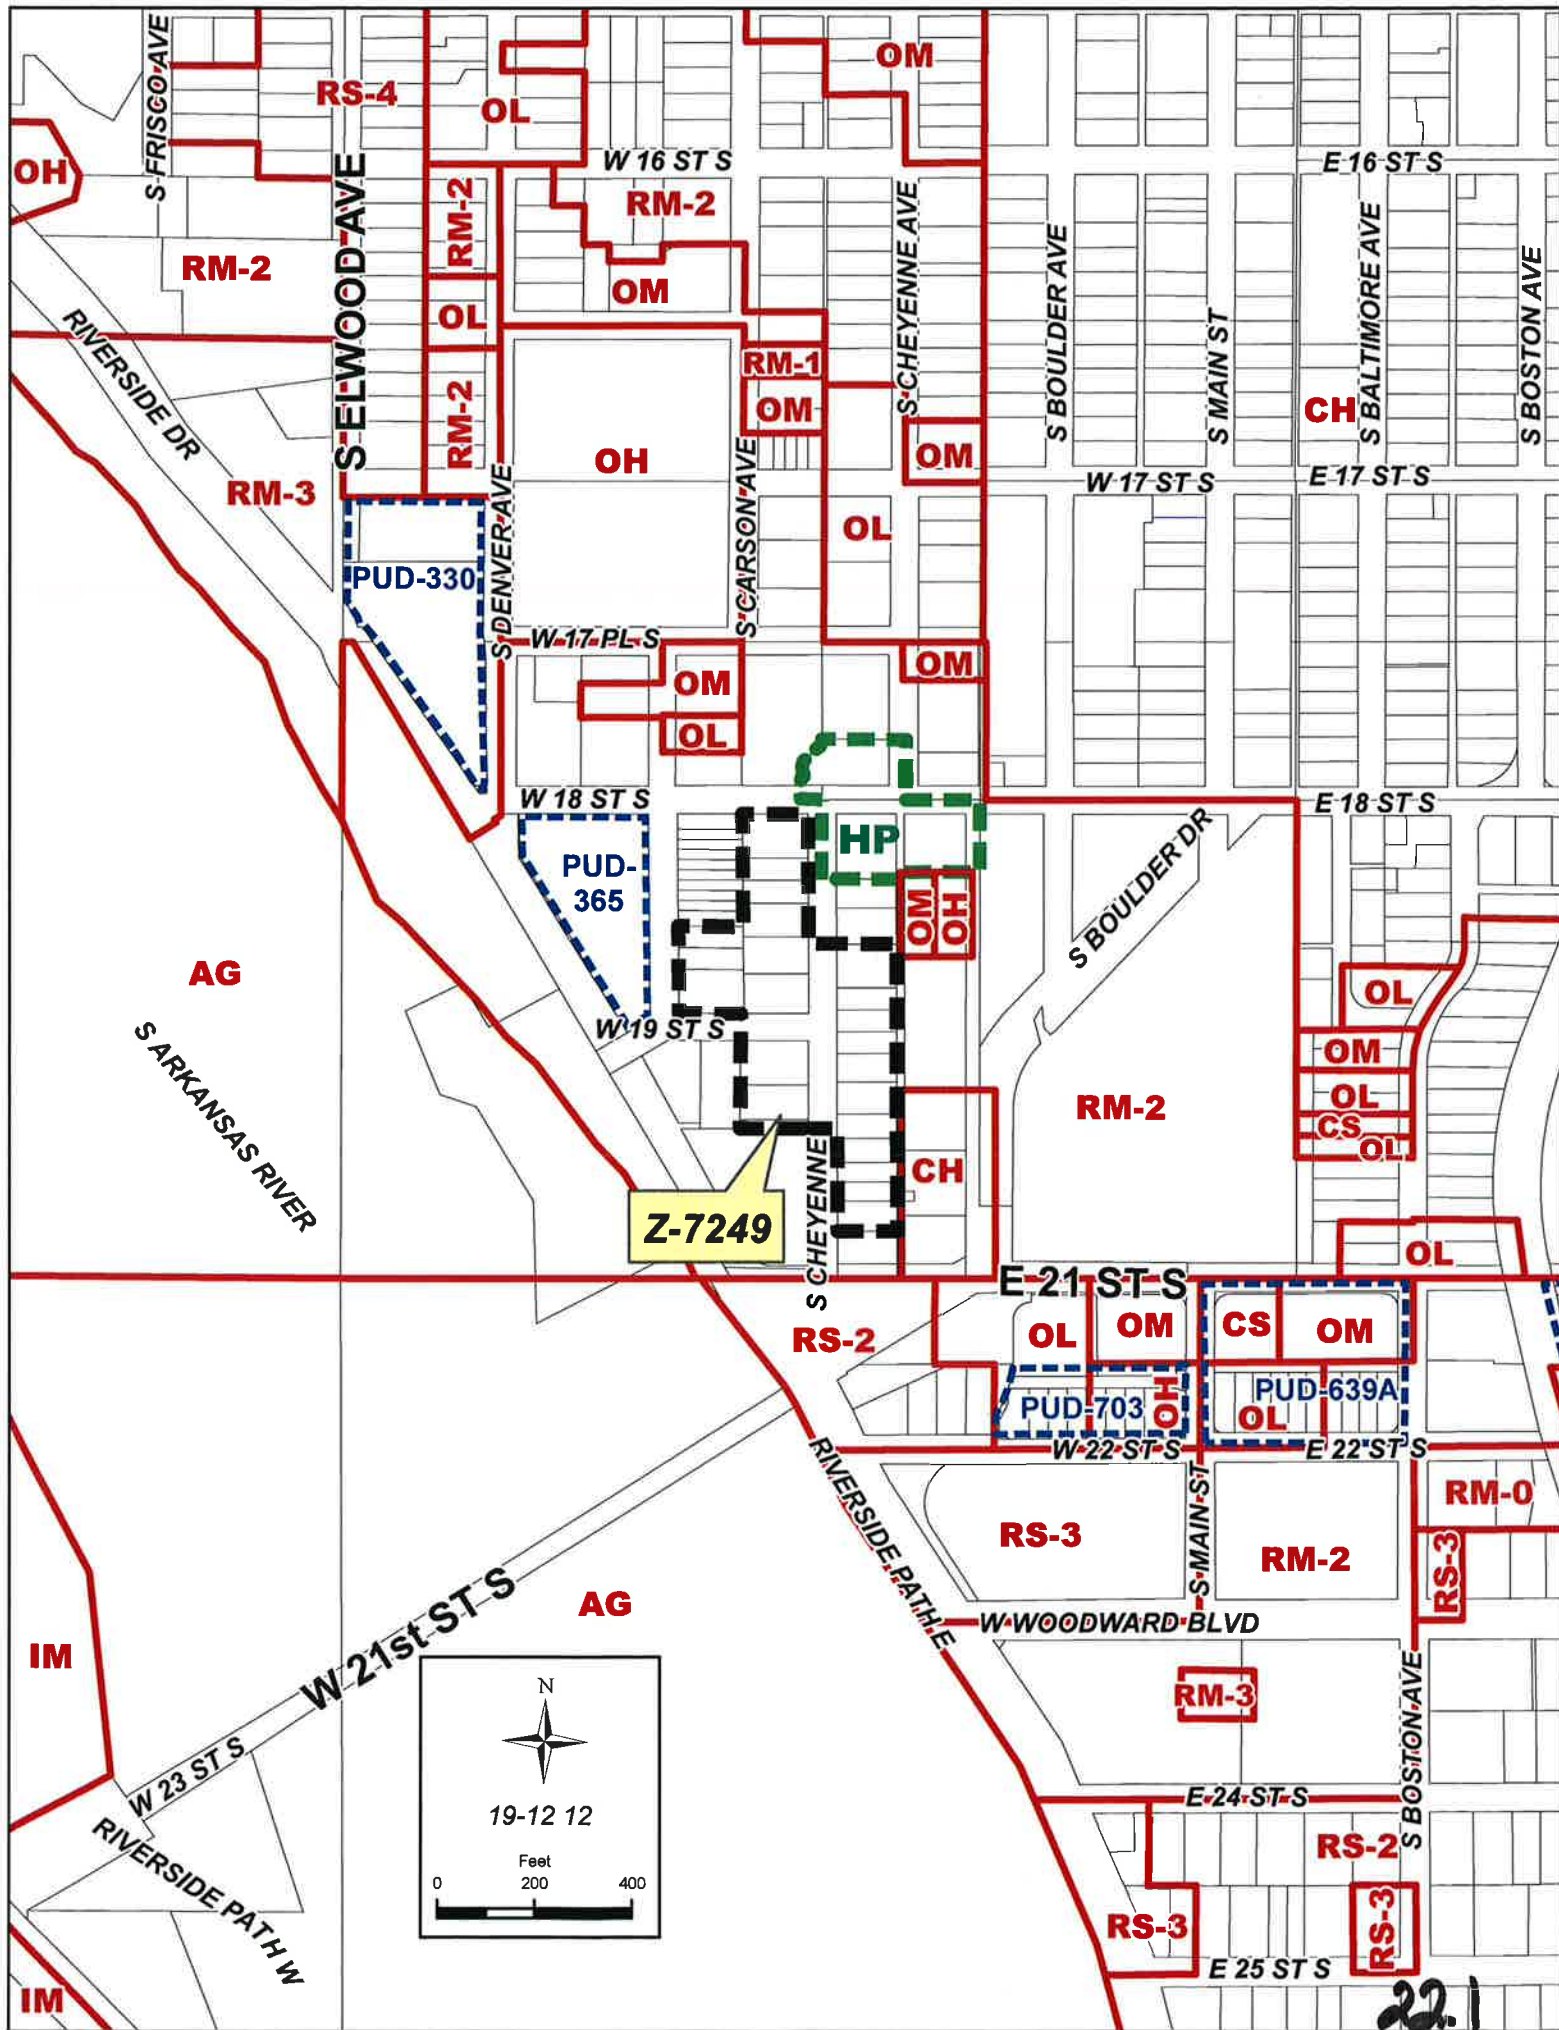 S FRISCO AVE
RS-4
OL
OM
OH
W 16 ST S
E 16 ST S
S ELWOOD AVE
RM-2
RM-2
RM-2
OM
OL
RM-2
S CHEYENNE AVE
S BOULDER AVE
S MAIN ST
S BALTIMORE AVE
S BOSTON AVE
RIVERSIDE DR
RM-1
OM
CH
OM
OH
RM-3
W 17 ST S
E 17 ST S
S DENVER AVE
S CARSON AVE
OL
PUD-330
W 17 PL S
OM
OM
OL
W 18 ST S
E 18 ST S
HP
PUD-
365
OM
OH
S BOULDER DR
AG
S ARKANSAS RIVER
W 19 ST S
OL
OM
OL
CS
OL
RM-2
CH
Z-7249
S CHEYENNE
OL
E 21 ST S
RS-2
OL
OM
CS
OM
PUD-703
OH
PUD-639A
OL
W 22 ST S
E 22 ST S
RIVERSIDE PATH E
S MAIN ST
RM-0
RS-3
RM-2
RS-3
W 21st ST S
AG
W WOODWARD BLVD
IM
RM-3
S BOSTON AVE
W 23 ST S
RIVERSIDE PATH W
N
19-12 12
Feet
0 200 400
E 24 ST S
RS-2
RS-3
RS-3
E 25 ST S
IM
22.1